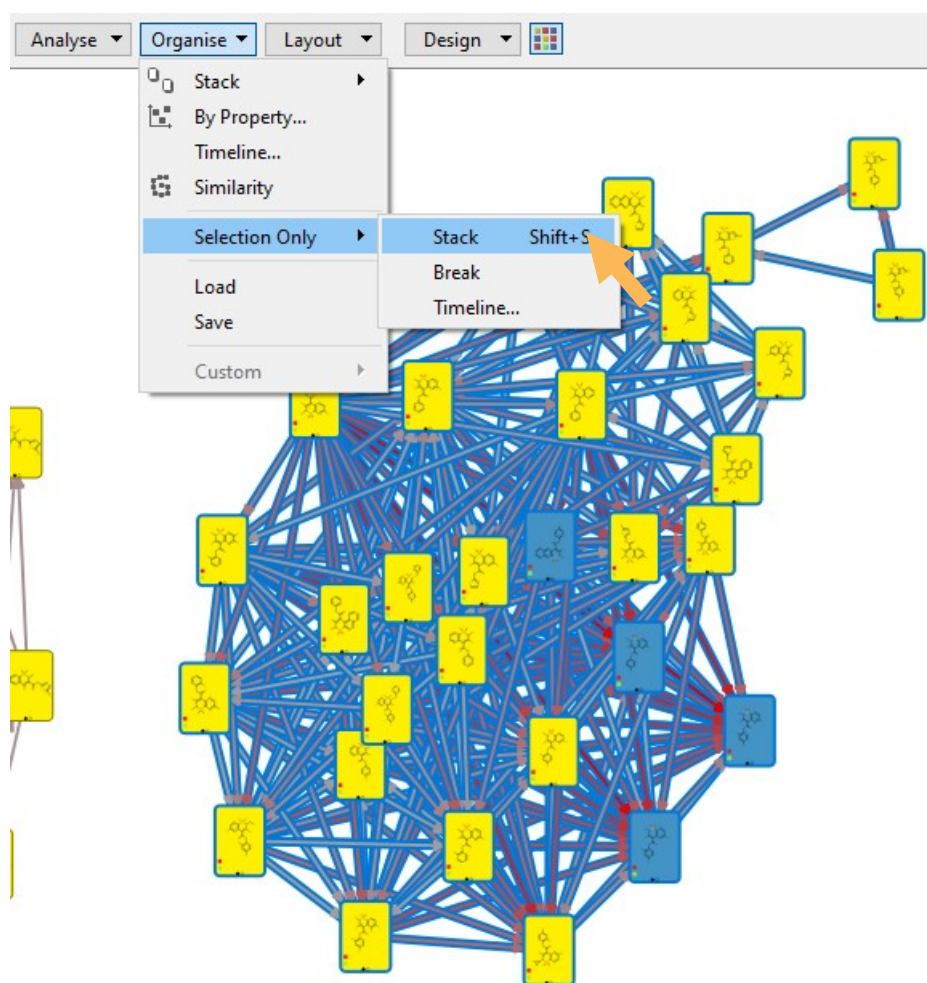 Analyse Organise Layout Design
Stack
By Property...
Timeline...
Similarity
Selection Only
Stack Shift+S
Break
Timeline...
Load
Save
Custom